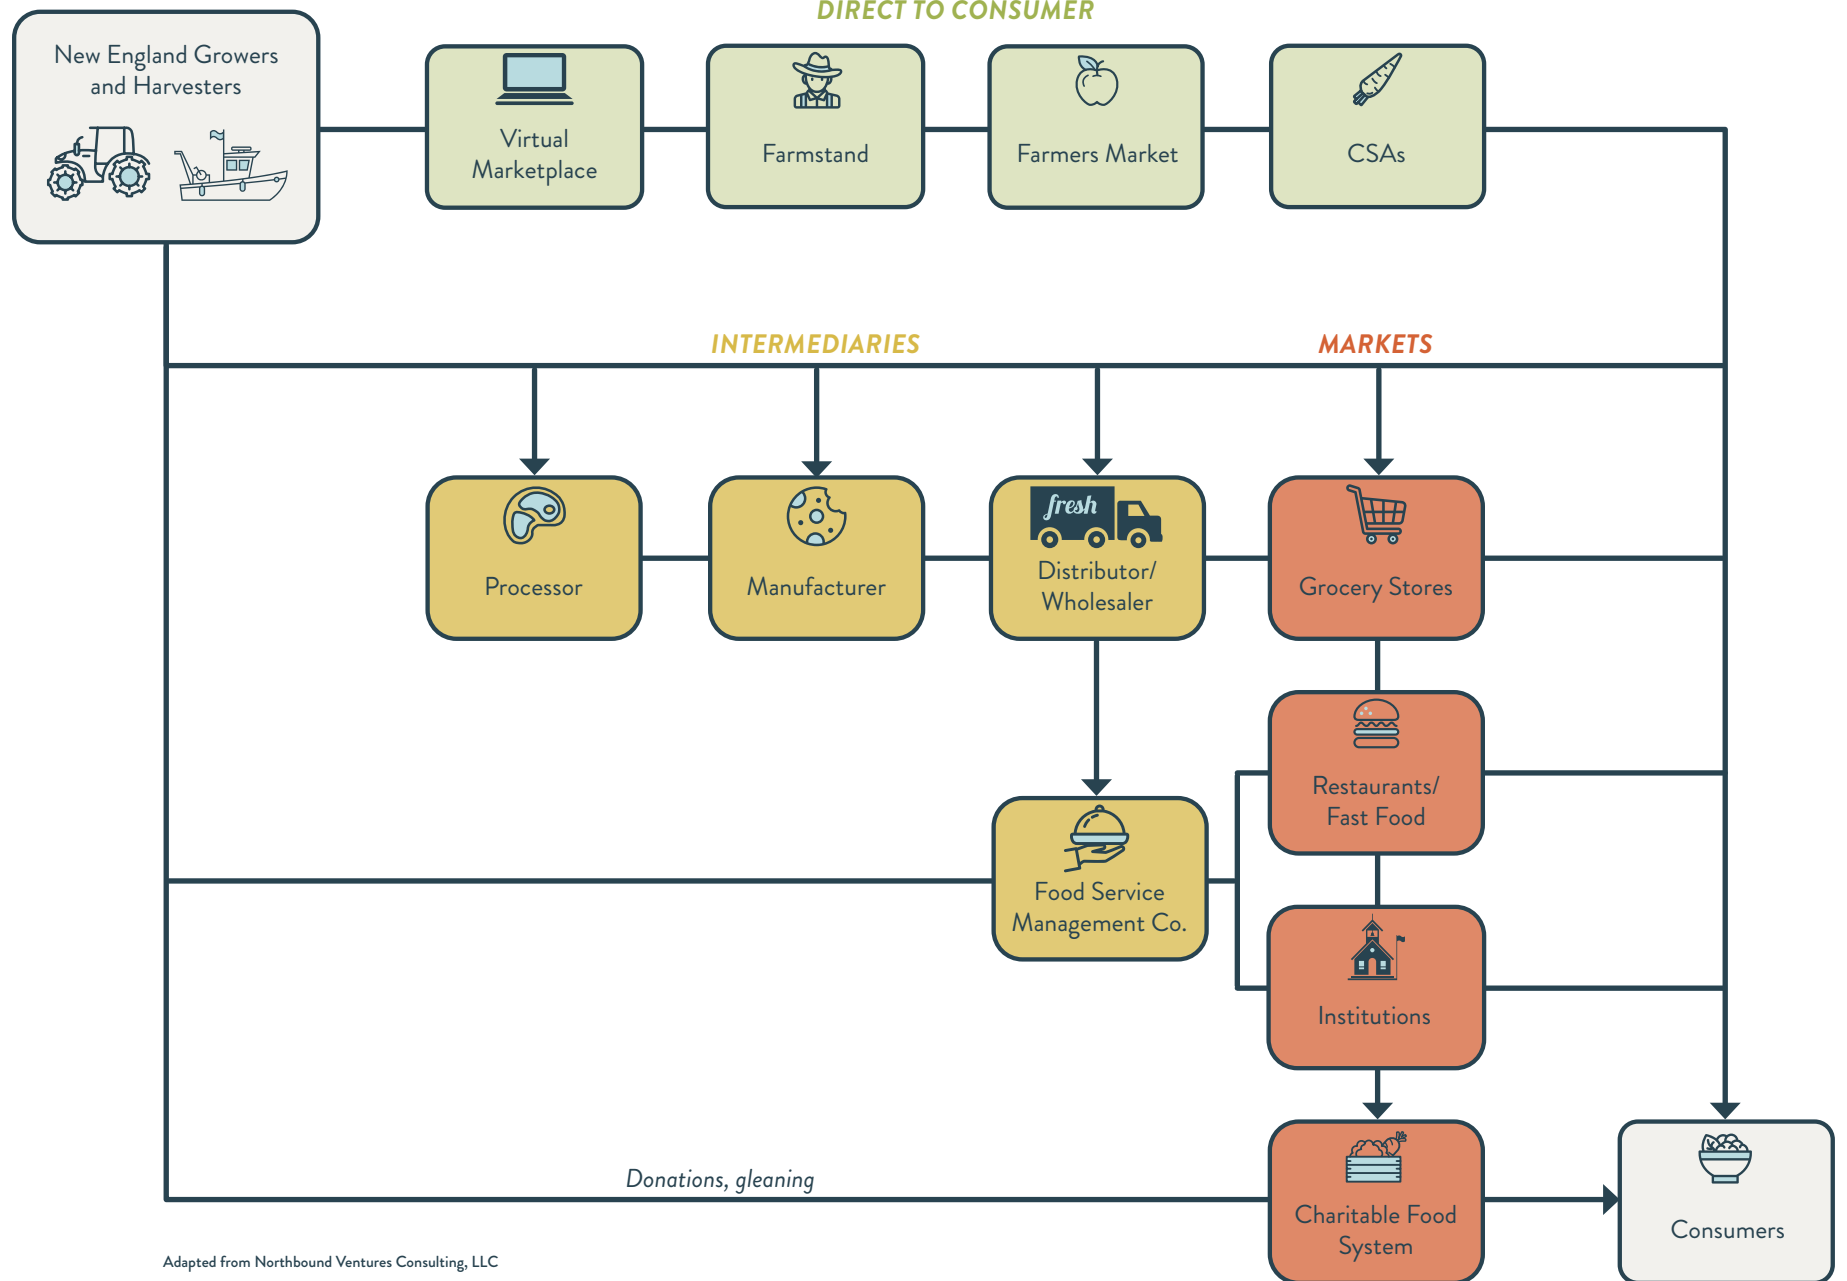 DIRECT TO CONSUMER
New England Growers
and Harvesters
Virtual
Marketplace
Farmstand
Farmers Market
CSAs
INTERMEDIARIES
MARKETS
Processor
Manufacturer
fresh
Distributor/
Wholesaler
Grocery Stores
Restaurants/
Fast Food
Food Service
Management Co.
Institutions
Donations, gleaning
Charitable Food
System
Consumers
Adapted from Northbound Ventures Consulting, LLC